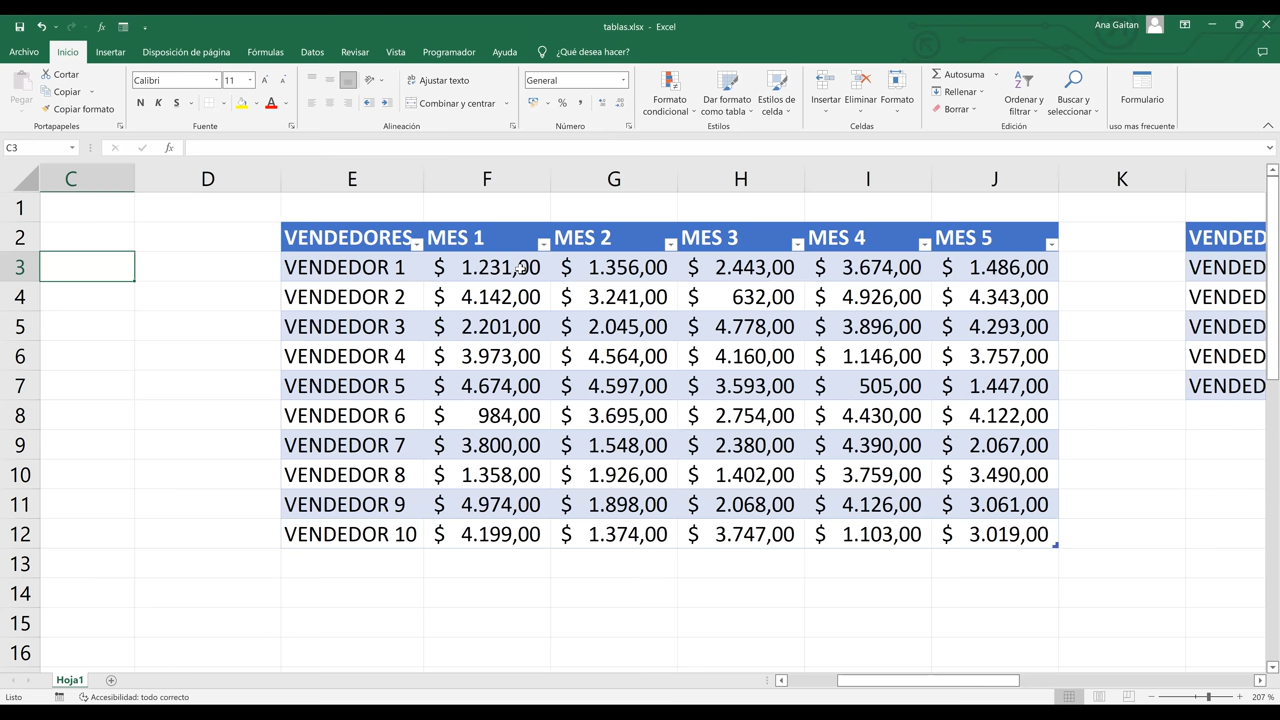 tablas.xlsx - Excel
Ana Gaitan
Archivo Inicio Insertar Disposición de página Fórmulas Datos Revisar Vista Programador Ayuda ¿Qué desea hacer?
Pegar
Cortar
Copiar
Copiar formato
Portapapeles
Calibri 11
N K S
Fuente
Ajustar texto
Combinar y centrar
Alineación
General
$ % 000
Número
Formato condicional
Dar formato como tabla
Estilos de celda
Estilos
Insertar Eliminar Formato
Celdas
Autosuma
Rellenar
Borrar
Ordenar y filtrar
Buscar y seleccionar
Edición
Formulario
uso mas frecuente
C3 fx
C D E F G H I J K
1
2 VENDEDORES MES 1 MES 2 MES 3 MES 4 MES 5 VENDED
3 VENDEDOR 1 $ 1.231,00 $ 1.356,00 $ 2.443,00 $ 3.674,00 $ 1.486,00 VENDED
4 VENDEDOR 2 $ 4.142,00 $ 3.241,00 $ 632,00 $ 4.926,00 $ 4.343,00 VENDED
5 VENDEDOR 3 $ 2.201,00 $ 2.045,00 $ 4.778,00 $ 3.896,00 $ 4.293,00 VENDED
6 VENDEDOR 4 $ 3.973,00 $ 4.564,00 $ 4.160,00 $ 1.146,00 $ 3.757,00 VENDED
7 VENDEDOR 5 $ 4.674,00 $ 4.597,00 $ 3.593,00 $ 505,00 $ 1.447,00 VENDED
8 VENDEDOR 6 $ 984,00 $ 3.695,00 $ 2.754,00 $ 4.430,00 $ 4.122,00
9 VENDEDOR 7 $ 3.800,00 $ 1.548,00 $ 2.380,00 $ 4.390,00 $ 2.067,00
10 VENDEDOR 8 $ 1.358,00 $ 1.926,00 $ 1.402,00 $ 3.759,00 $ 3.490,00
11 VENDEDOR 9 $ 4.974,00 $ 1.898,00 $ 2.068,00 $ 4.126,00 $ 3.061,00
12 VENDEDOR 10 $ 4.199,00 $ 1.374,00 $ 3.747,00 $ 1.103,00 $ 3.019,00
13
14
15
16
Hoja1
Listo Accesibilidad: todo correcto 207 %